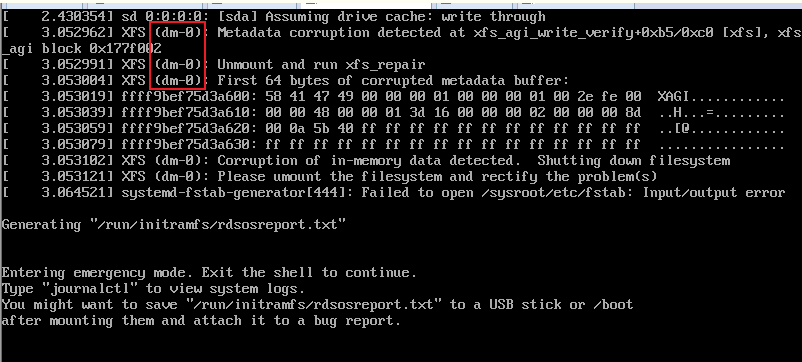 [    2.430354] sd 0:0:0:0: [sda] Assuming drive cache: write through
[    3.052962] XFS (dm-0): Metadata corruption detected at xfs_agi_write_verify+0xb5/0xc0 [xfs], xfs
_agi block 0x177f002
[    3.052991] XFS (dm-0): Unmount and run xfs_repair
[    3.053004] XFS (dm-0): First 64 bytes of corrupted metadata buffer:
[    3.053019] ffff9bef75d3a600: 58 41 47 49 00 00 00 01 00 00 00 01 00 2e fe 00  XAGI............
[    3.053039] ffff9bef75d3a610: 00 00 48 00 00 01 3d 16 00 00 00 02 00 00 00 8d  ..H...=.........
[    3.053059] ffff9bef75d3a620: 00 0a 5b 40 ff ff ff ff ff ff ff ff ff ff ff ff  ..[@............
[    3.053079] ffff9bef75d3a630: ff ff ff ff ff ff ff ff ff ff ff ff ff ff ff ff  ................
[    3.053102] XFS (dm-0): Corruption of in-memory data detected.  Shutting down filesystem
[    3.053121] XFS (dm-0): Please umount the filesystem and rectify the problem(s)
[    3.064521] systemd-fstab-generator[444]: Failed to open /sysroot/etc/fstab: Input/output error
Generating "/run/initramfs/rdsosreport.txt"
Entering emergency mode. Exit the shell to continue.
Type "journalctl" to view system logs.
You might want to save "/run/initramfs/rdsosreport.txt" to a USB stick or /boot
after mounting them and attach it to a bug report.